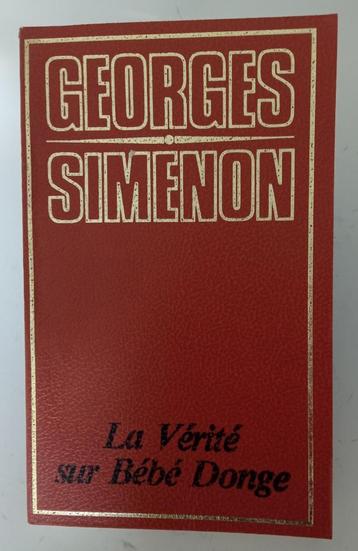 GEORGES
SIMENON
La Vérité
sur Bébé Donge